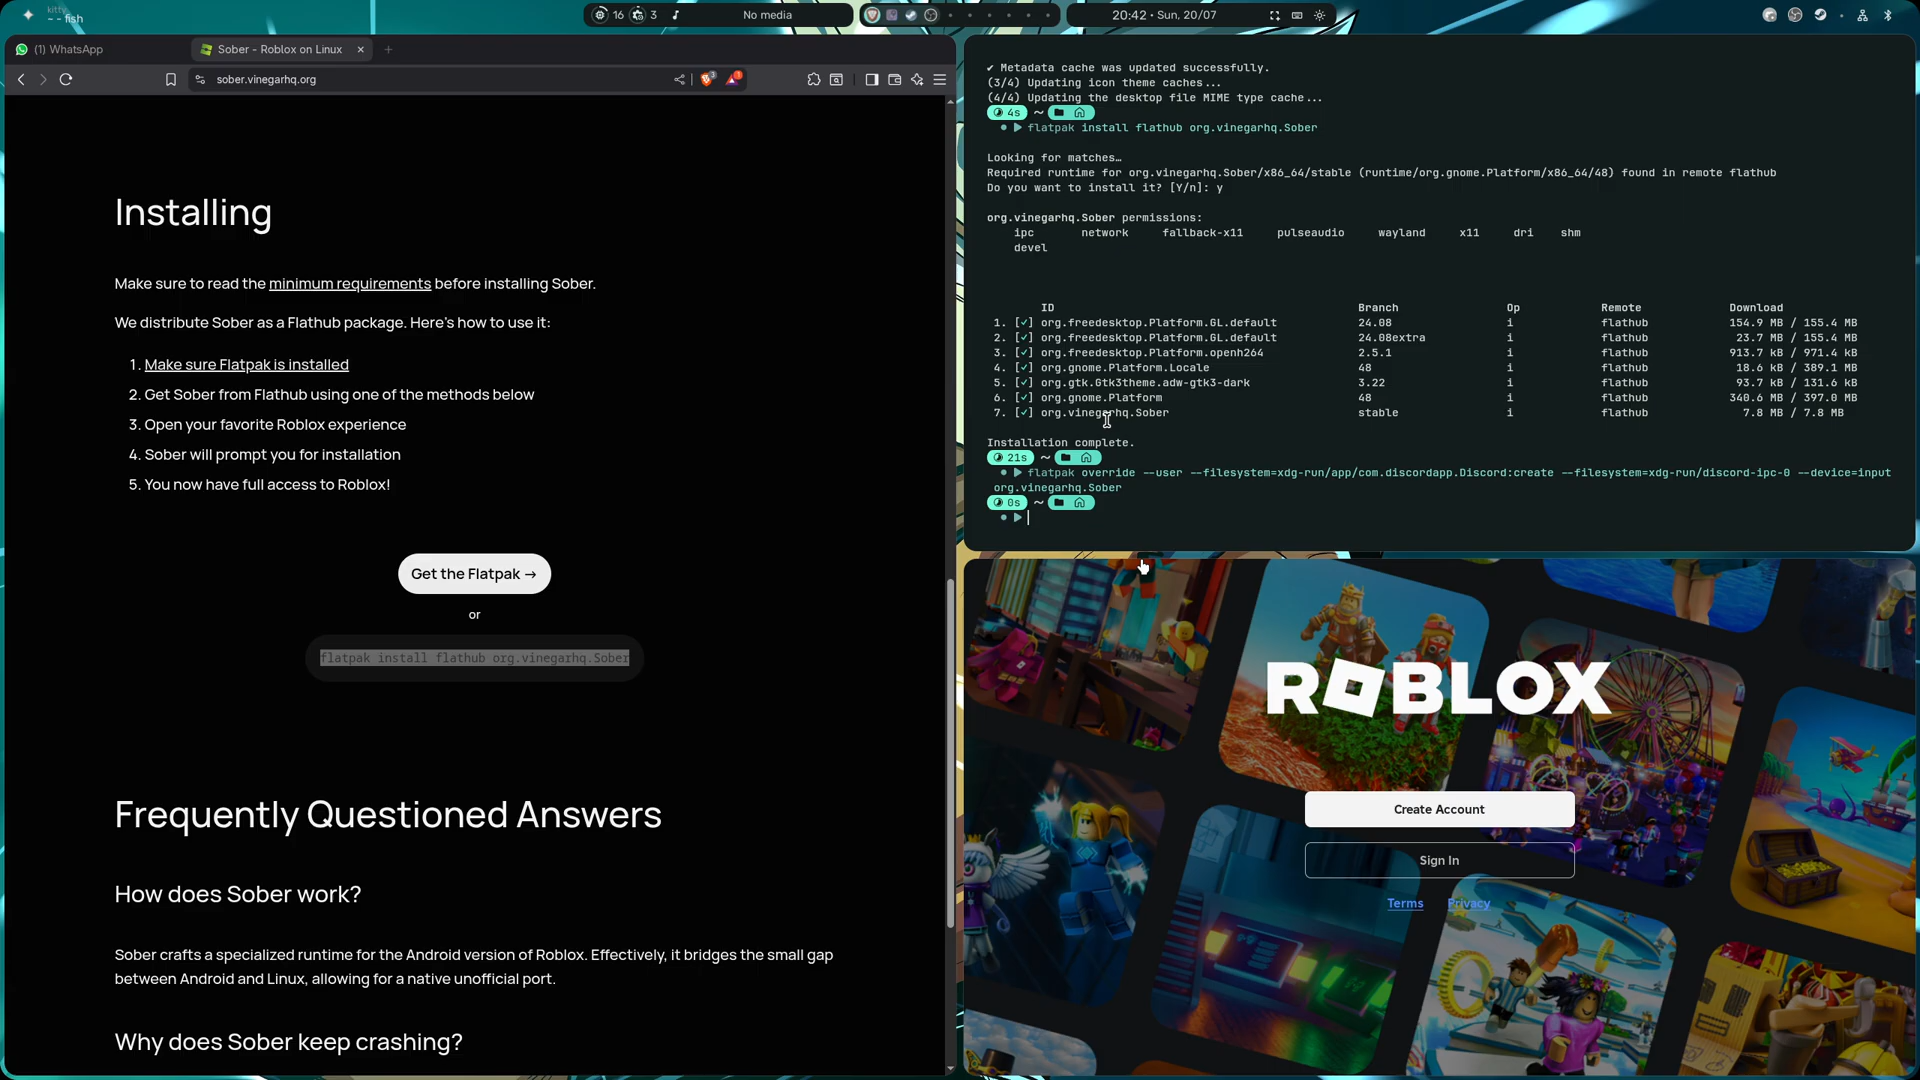 kitty
~ - fish
16
3
No media
20:42 • Sun, 20/07
(1) WhatsApp
Sober - Roblox on Linux
sober.vinegarhq.org
Installing
Make sure to read the minimum requirements before installing Sober.
We distribute Sober as a Flathub package. Here's how to use it:
1. Make sure Flatpak is installed
2. Get Sober from Flathub using one of the methods below
3. Open your favorite Roblox experience
4. Sober will prompt you for installation
5. You now have full access to Roblox!
Get the Flatpak →
or
flatpak install flathub org.vinegarhq.Sober
Frequently Questioned Answers
How does Sober work?
Sober crafts a specialized runtime for the Android version of Roblox. Effectively, it bridges the small gap
between Android and Linux, allowing for a native unofficial port.
Why does Sober keep crashing?
✔ Metadata cache was updated successfully.
(3/4) Updating icon theme caches...
(4/4) Updating the desktop file MIME type cache...
4s ~
flatpak install flathub org.vinegarhq.Sober
Looking for matches…
Required runtime for org.vinegarhq.Sober/x86_64/stable (runtime/org.gnome.Platform/x86_64/48) found in remote flathub
Do you want to install it? [Y/n]: y
org.vinegarhq.Sober permissions:
ipc network fallback-x11 pulseaudio wayland x11 dri shm
devel
ID Branch Op Remote Download
1. [✓] org.freedesktop.Platform.GL.default 24.08 i flathub 154.9 MB / 155.4 MB
2. [✓] org.freedesktop.Platform.GL.default 24.08extra i flathub 23.7 MB / 155.4 MB
3. [✓] org.freedesktop.Platform.openh264 2.5.1 i flathub 913.7 kB / 971.4 kB
4. [✓] org.gnome.Platform.Locale 48 i flathub 18.6 kB / 389.1 MB
5. [✓] org.gtk.Gtk3theme.adw-gtk3-dark 3.22 i flathub 93.7 kB / 131.6 kB
6. [✓] org.gnome.Platform 48 i flathub 340.6 MB / 397.0 MB
7. [✓] org.vinegarhq.Sober stable i flathub 7.8 MB / 7.8 MB
Installation complete.
21s ~
flatpak override --user --filesystem=xdg-run/app/com.discordapp.Discord:create --filesystem=xdg-run/discord-ipc-0 --device=input
org.vinegarhq.Sober
0s ~
ROBLOX
Create Account
Sign In
Terms Privacy